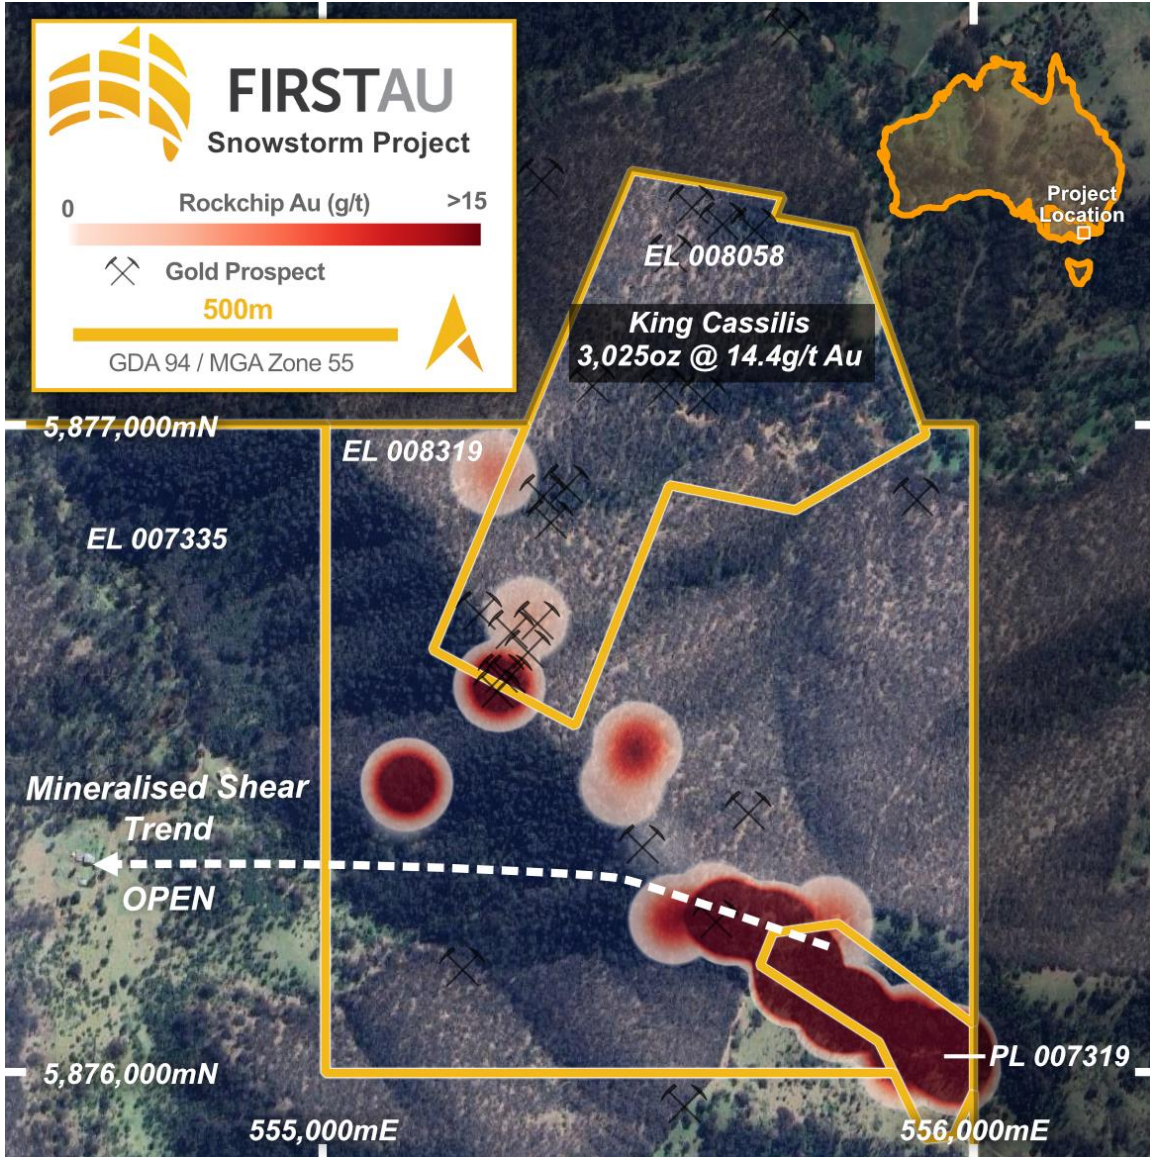 FIRSTAU
Snowstorm Project
0
Rockchip Au (g/t)
>15
Gold Prospect
500m
GDA 94 / MGA Zone 55
Project
Location
EL 008058
King Cassilis
3,025oz @ 14.4g/t Au
5,877,000mN
EL 008319
EL 007335
Mineralised Shear
Trend
OPEN
PL 007319
5,876,000mN
555,000mE
556,000mE